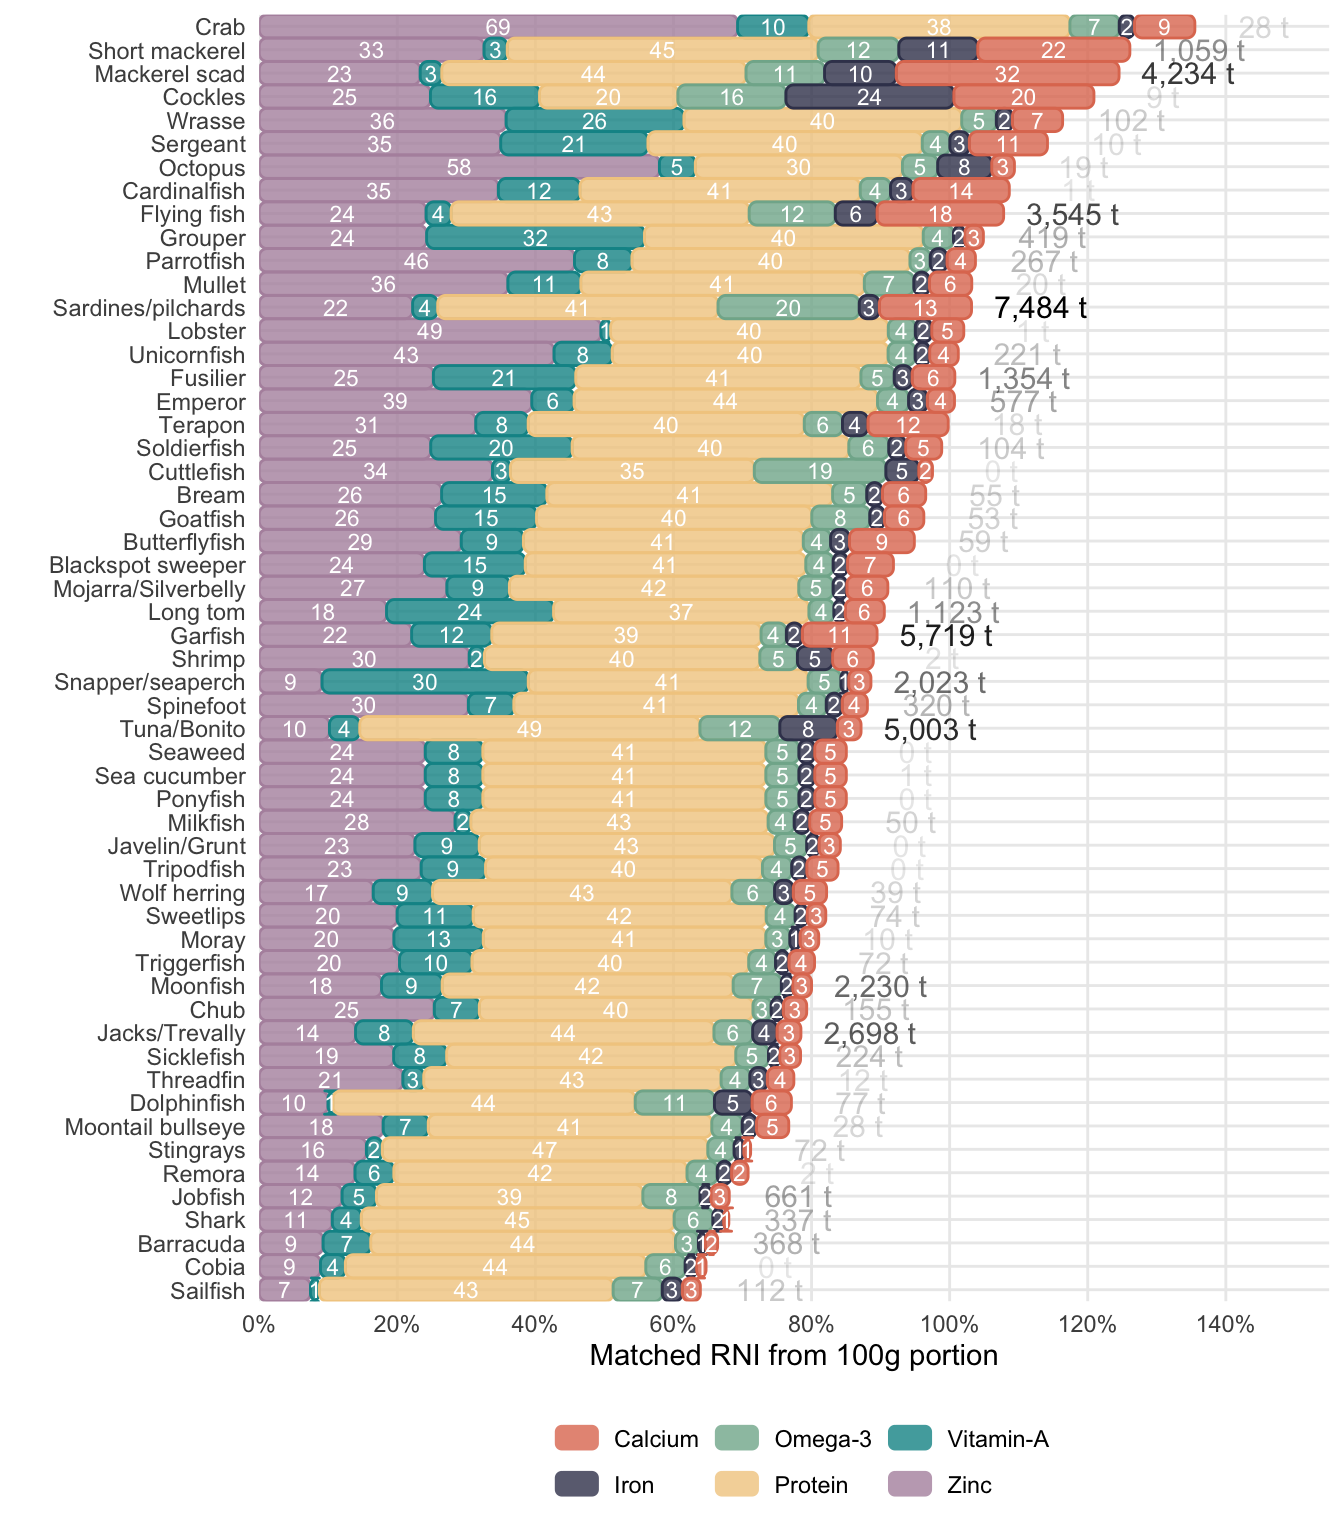 Crab 69 10 38 7 2 9 28 t
Short mackerel 33 3 45 12 11 22 1,059 t
Mackerel scad 23 3 44 11 10 32 4,234 t
Cockles 25 16 20 16 24 20 9 t
Wrasse 36 26 40 5 2 7 102 t
Sergeant 35 21 40 4 3 11 10 t
Octopus 58 5 30 5 8 3 19 t
Cardinalfish 35 12 41 4 3 14 1 t
Flying fish 24 4 43 12 6 18 3,545 t
Grouper 24 32 40 4 2 3 419 t
Parrotfish 46 8 40 3 2 4 267 t
Mullet 36 11 41 7 2 6 20 t
Sardines/pilchards 22 4 41 20 3 13 7,484 t
Lobster 49 1 40 4 2 5 1 t
Unicornfish 43 8 40 4 2 4 221 t
Fusilier 25 21 41 5 3 6 1,354 t
Emperor 39 6 44 4 3 4 577 t
Terapon 31 8 40 6 4 12 18 t
Soldierfish 25 20 40 6 2 5 104 t
Cuttlefish 34 3 35 19 5 2 0 t
Bream 26 15 41 5 2 6 55 t
Goatfish 26 15 40 8 2 6 53 t
Butterflyfish 29 9 41 4 3 9 59 t
Blackspot sweeper 24 15 41 4 2 7 0 t
Mojarra/Silverbelly 27 9 42 5 2 6 110 t
Long tom 18 24 37 4 2 6 1,123 t
Garfish 22 12 39 4 2 11 5,719 t
Shrimp 30 2 40 5 5 6 2 t
Snapper/seaperch 9 30 41 5 1 3 2,023 t
Spinefoot 30 7 41 4 2 4 320 t
Tuna/Bonito 10 4 49 12 8 3 5,003 t
Seaweed 24 8 41 5 2 5 0 t
Sea cucumber 24 8 41 5 2 5 1 t
Ponyfish 24 8 41 5 2 5 0 t
Milkfish 28 2 43 4 2 5 50 t
Javelin/Grunt 23 9 43 5 2 3 0 t
Tripodfish 23 9 40 4 2 5 0 t
Wolf herring 17 9 43 6 3 5 39 t
Sweetlips 20 11 42 4 2 3 74 t
Moray 20 13 41 3 1 3 10 t
Triggerfish 20 10 40 4 2 4 72 t
Moonfish 18 9 42 7 2 3 2,230 t
Chub 25 7 40 3 2 3 155 t
Jacks/Trevally 14 8 44 6 4 3 2,698 t
Sicklefish 19 8 42 5 2 3 224 t
Threadfin 21 3 43 4 3 4 12 t
Dolphinfish 10 1 44 11 5 6 77 t
Moontail bullseye 18 7 41 4 2 5 28 t
Stingrays 16 2 47 4 1 1 72 t
Remora 14 6 42 4 2 2 2 t
Jobfish 12 5 39 8 2 3 661 t
Shark 11 4 45 6 2 1 337 t
Barracuda 9 7 44 3 1 2 368 t
Cobia 9 4 44 6 2 1 0 t
Sailfish 7 1 43 7 3 3 112 t
0% 20% 40% 60% 80% 100% 120% 140%
Matched RNI from 100g portion
Calcium Omega-3 Vitamin-A
Iron Protein Zinc